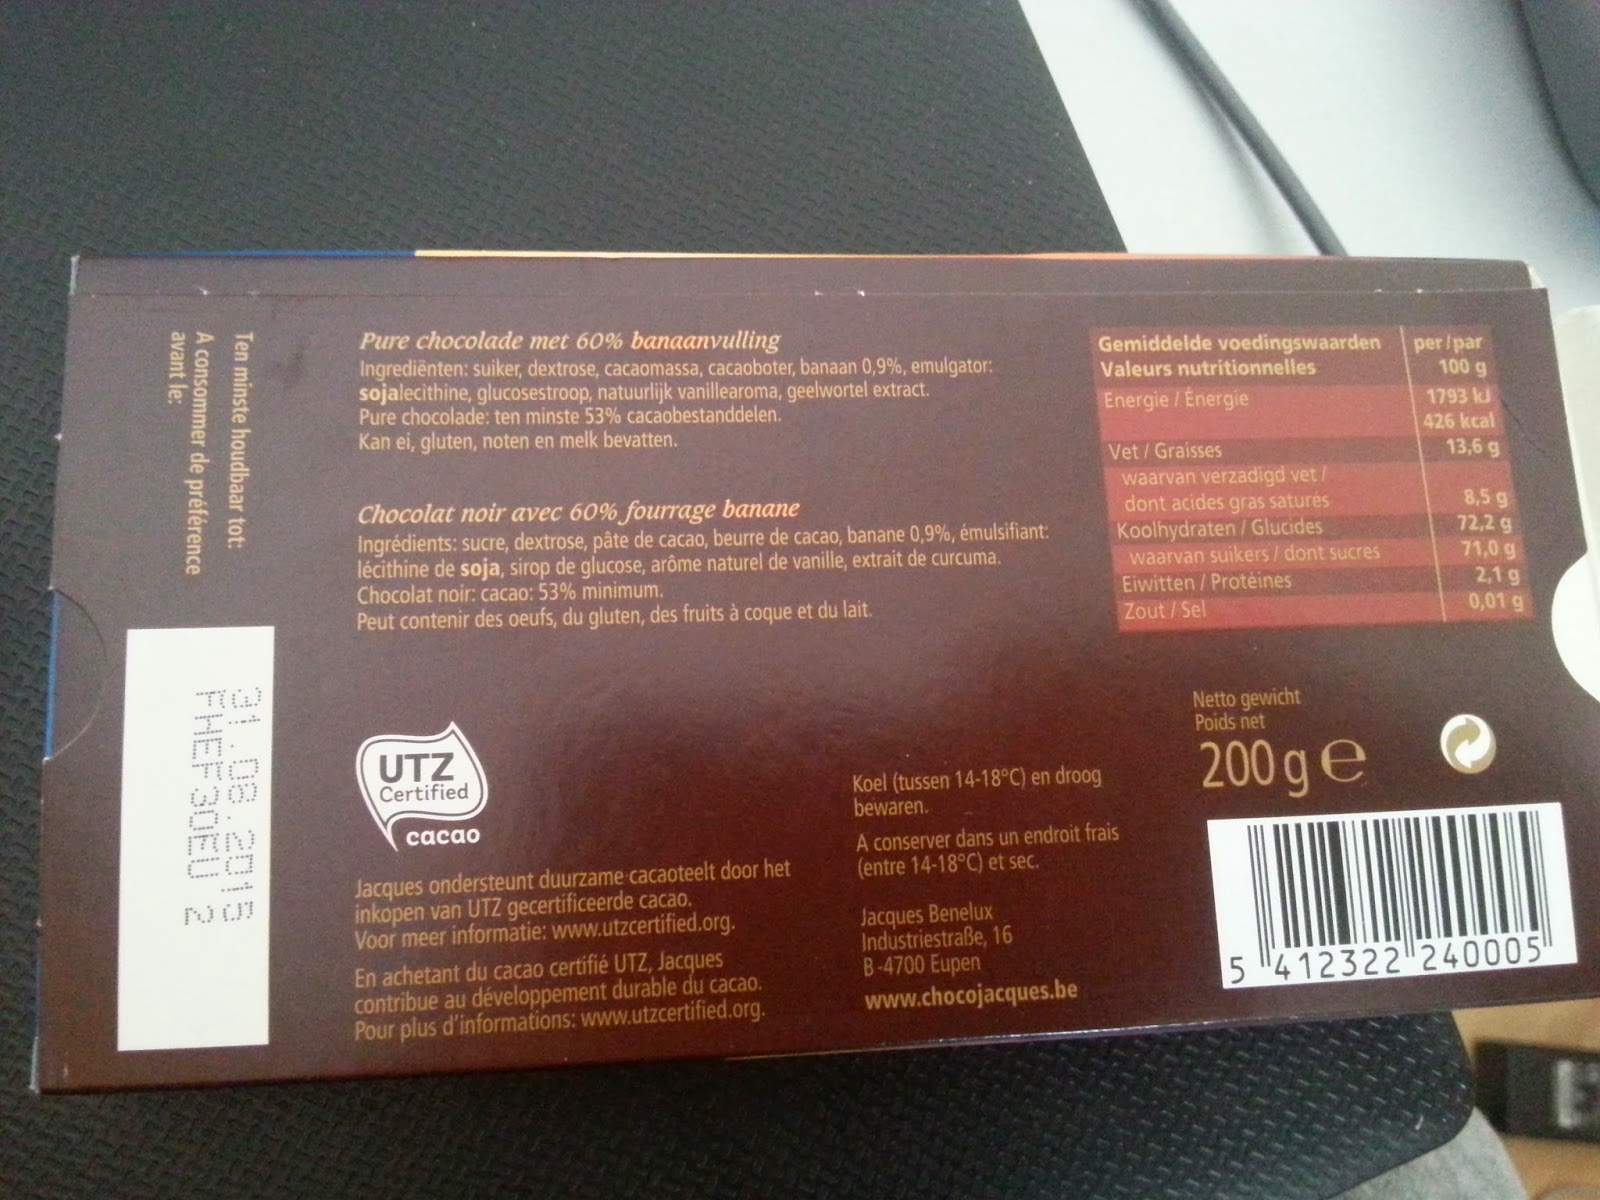 Ten minste houdbaar tot:
A consommer de préférence
avant le:
31.08.2015
Pure chocolade met 60% banaanvulling
Ingrediënten: suiker, dextrose, cacaomassa, cacaoboter, banaan 0,9%, emulgator:
sojalecithine, glucosestroop, natuurlijk vanillearoma, geelwortel extract.
Pure chocolade: ten minste 53% cacaobestanddelen.
Kan ei, gluten, noten en melk bevatten.
Chocolat noir avec 60% fourrage banane
Ingrédients: sucre, dextrose, pâte de cacao, beurre de cacao, banane 0,9%, émulsifiant:
lécithine de soja, sirop de glucose, arôme naturel de vanille, extrait de curcuma.
Chocolat noir: cacao: 53% minimum.
Peut contenir des oeufs, du gluten, des fruits à coque et du lait.
Gemiddelde voedingswaarden per/par
Valeurs nutritionnelles 100 g
Energie / Énergie 1793 kJ
426 kcal
Vet / Graisses 13,6 g
waarvan verzadigd vet /
dont acides gras saturés 8,5 g
Koolhydraten / Glucides 72,2 g
waarvan suikers / dont sucres 71,0 g
Eiwitten / Protéines 2,1 g
Zout / Sel 0,01 g
UTZ
Certified
cacao
Jacques ondersteunt duurzame cacaoteelt door het
inkopen van UTZ gecertificeerde cacao.
Voor meer informatie: www.utzcertified.org.
En achetant du cacao certifié UTZ, Jacques
contribue au développement durable du cacao.
Pour plus d'informations: www.utzcertified.org.
Koel (tussen 14-18°C) en droog
bewaren.
A conserver dans un endroit frais
(entre 14-18°C) et sec.
Jacques Benelux
Industriestraße, 16
B-4700 Eupen
www.chocojacques.be
Netto gewicht
Poids net
200 g e
5 412322 240005